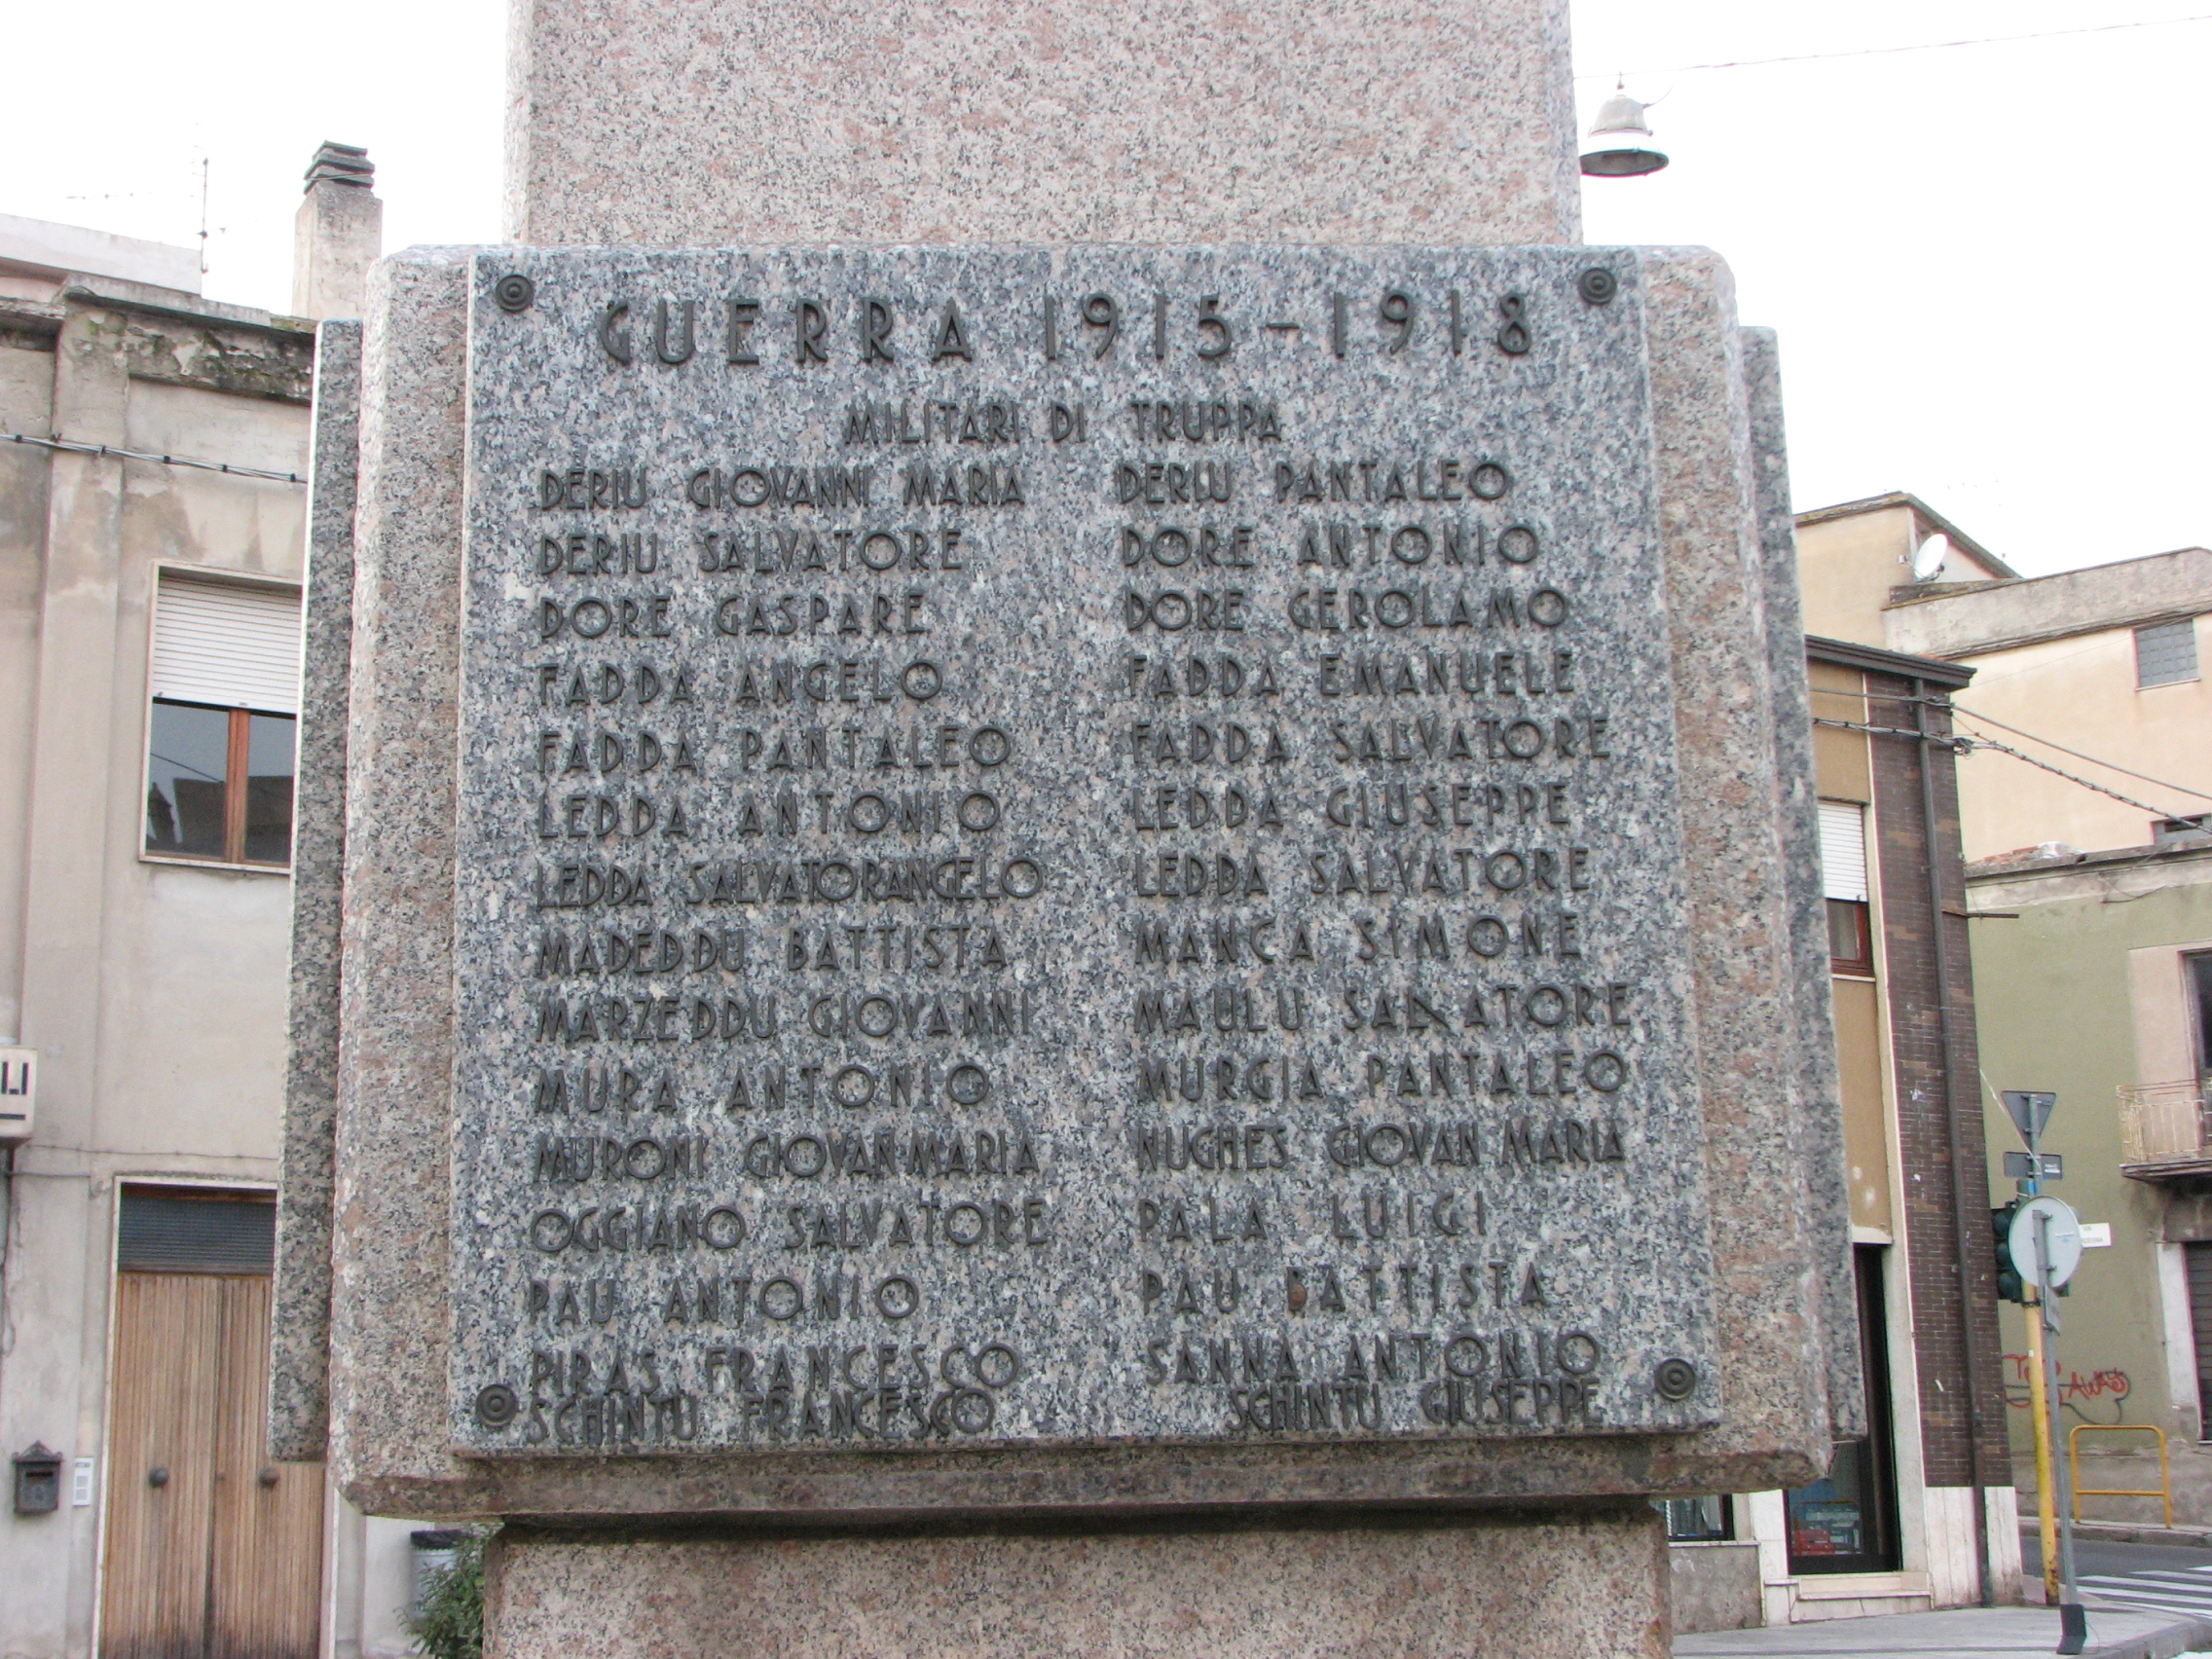 GUERRA 1915-1918
MILITARI DI TRUPPA
DERIU GIOVANNI MARIA DERIU PANTALEO
DERIU SALVATORE DORE ANTONIO
DORE GASPARE DORE GEROLAMO
FADDA ANGELO FADDA EMANUELE
FADDA PANTALEO FADDA SALVATORE
LEDDA ANTONIO LEDDA GIUSEPPE
LEDDA SALVATORANGELO LEDDA SALVATORE
MADEDDU BATTISTA MANCA SIMONE
MARZEDDU GIOVANNI MAULU SALVATORE
MURA ANTONIO MURGIA PANTALEO
MURONI GIOVAN MARIA NUGHES GIOVAN MARIA
OGGIANO SALVATORE PALA LUIGI
PAU ANTONIO PAU BATTISTA
PIRAS FRANCESCO SANNA ANTONIO
SCHINTU FRANCESCO SCHINTU GIUSEPPE
LI